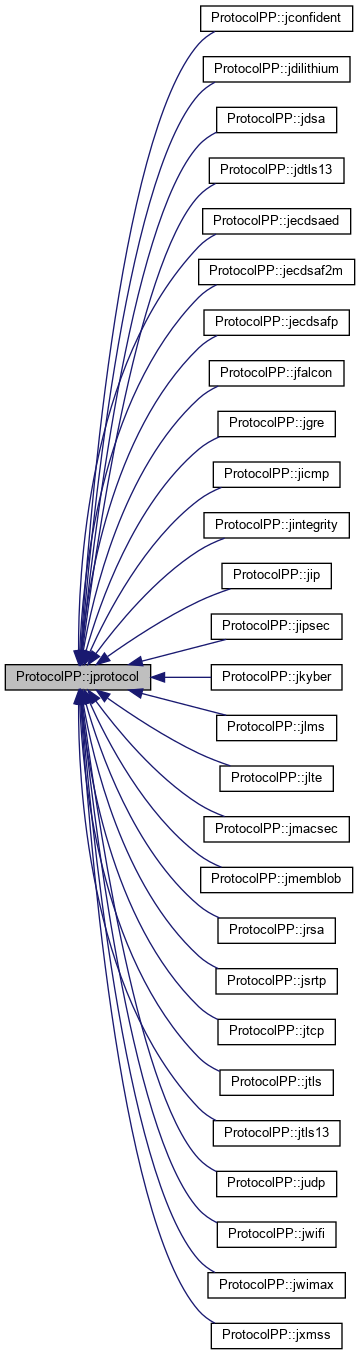 ProtocolPP::jconfident
ProtocolPP::jdilithium
ProtocolPP::jdsa
ProtocolPP::jdtls13
ProtocolPP::jecdsaed
ProtocolPP::jecdsaf2m
ProtocolPP::jecdsafp
ProtocolPP::jfalcon
ProtocolPP::jgre
ProtocolPP::jicmp
ProtocolPP::jintegrity
ProtocolPP::jip
ProtocolPP::jipsec
ProtocolPP::jprotocol
ProtocolPP::jkyber
ProtocolPP::jlms
ProtocolPP::jlte
ProtocolPP::jmacsec
ProtocolPP::jmemblob
ProtocolPP::jrsa
ProtocolPP::jsrtp
ProtocolPP::jtcp
ProtocolPP::jtls
ProtocolPP::jtls13
ProtocolPP::judp
ProtocolPP::jwifi
ProtocolPP::jwimax
ProtocolPP::jxmss